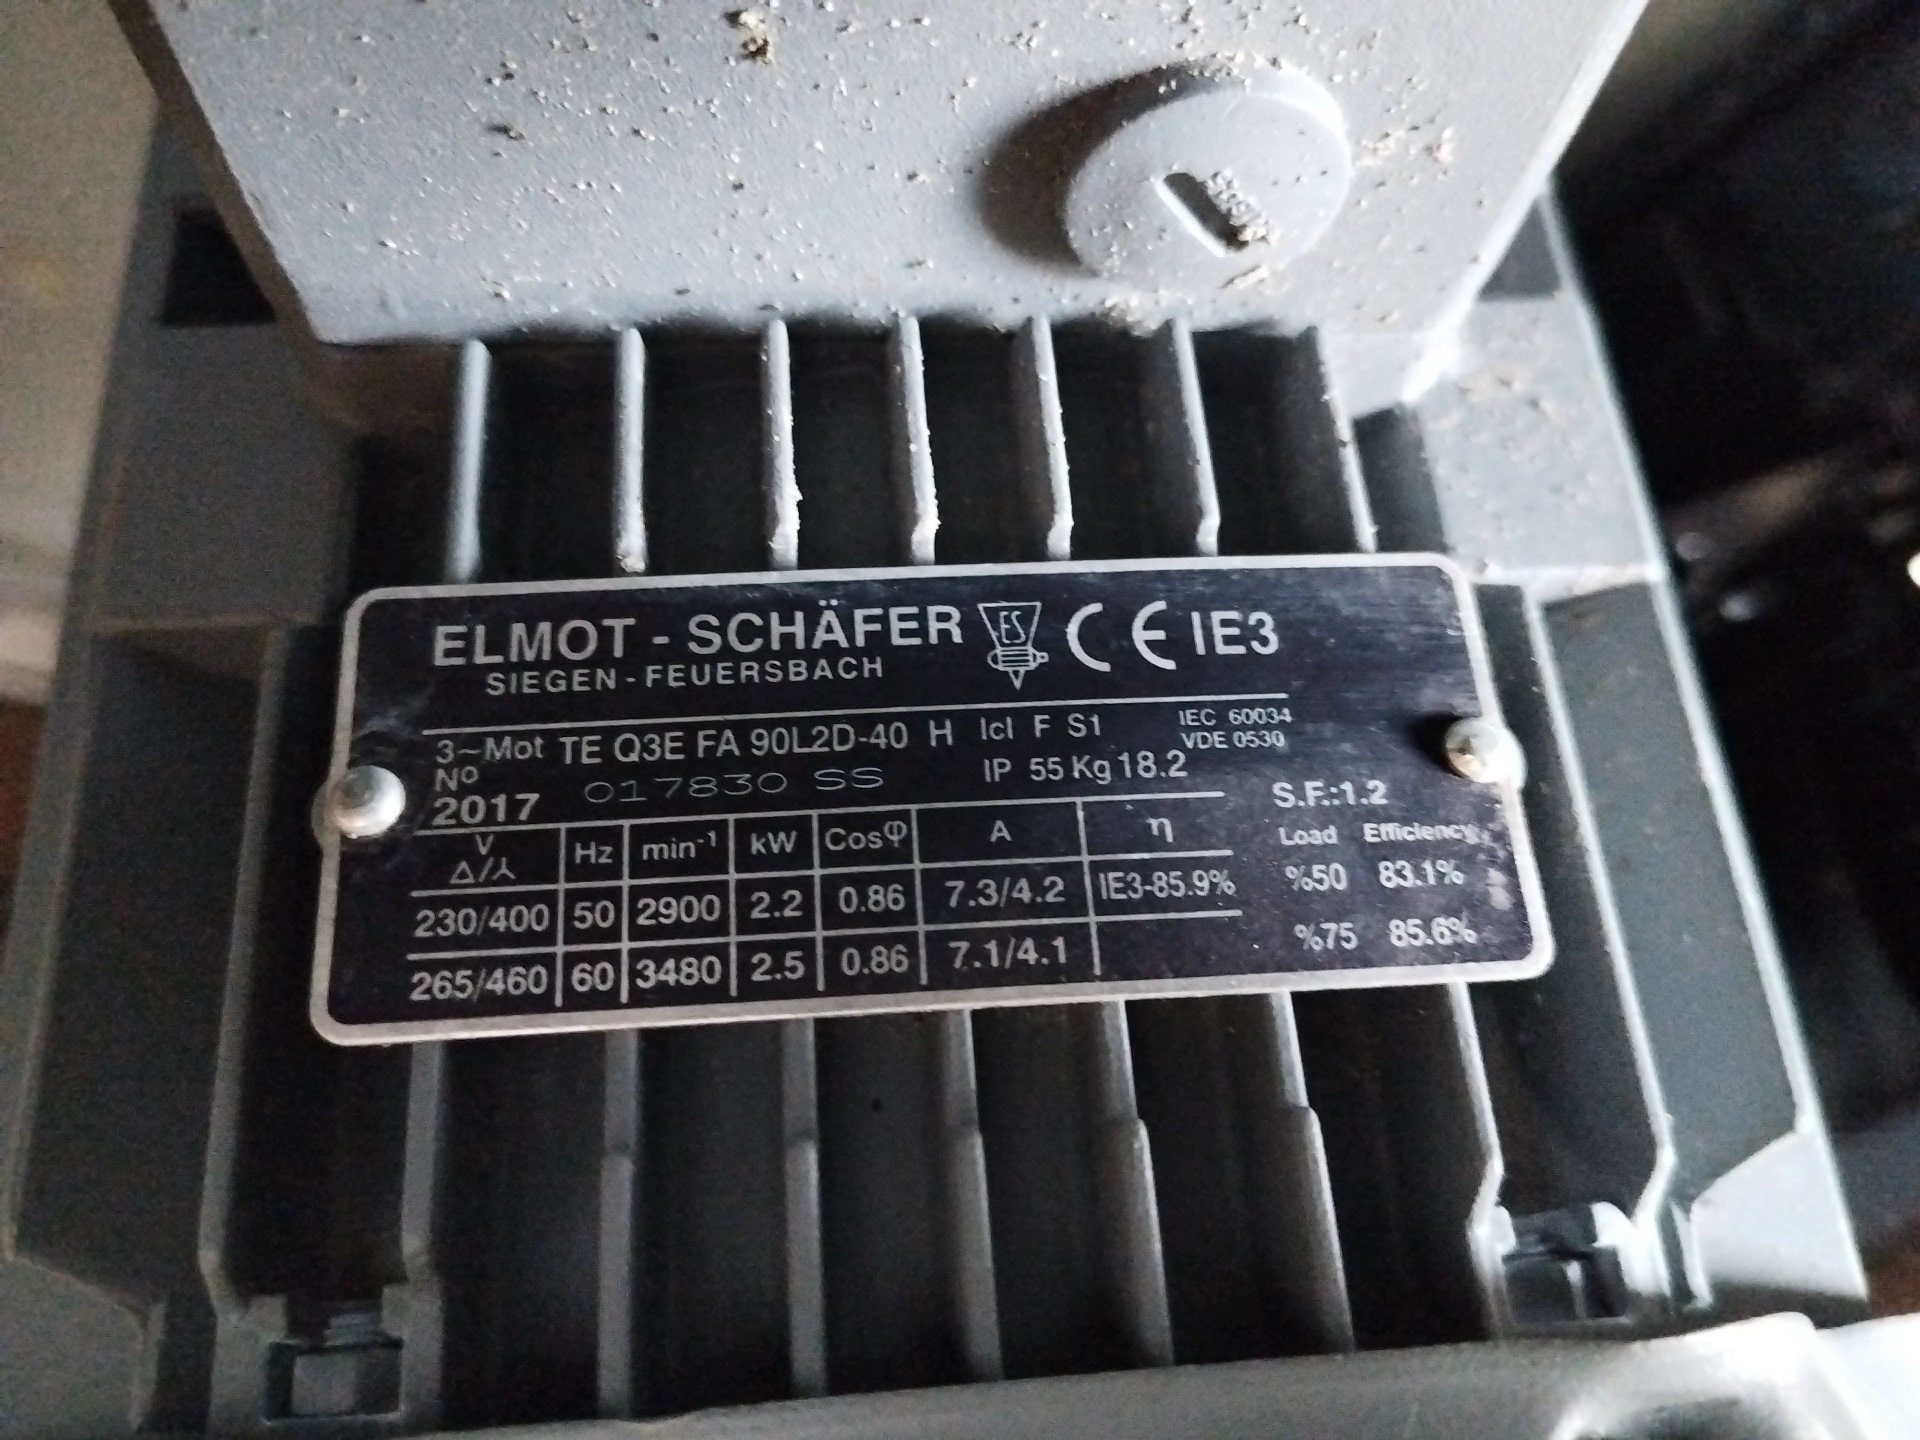 ELMOT - SCHÄFER ES CE IE3
SIEGEN - FEUERSBACH
3~Mot TE Q3E FA 90L2D-40 H Icl F S1 IEC 60034
VDE 0530
No 017830 SS IP 55 Kg 18.2
2017 S.F.:1.2
V Δ/⅄ Hz min⁻¹ kW Cosφ A η Load Efficiency
230/400 50 2900 2.2 0.86 7.3/4.2 IE3-85.9% %50 83.1%
265/460 60 3480 2.5 0.86 7.1/4.1 %75 85.6%